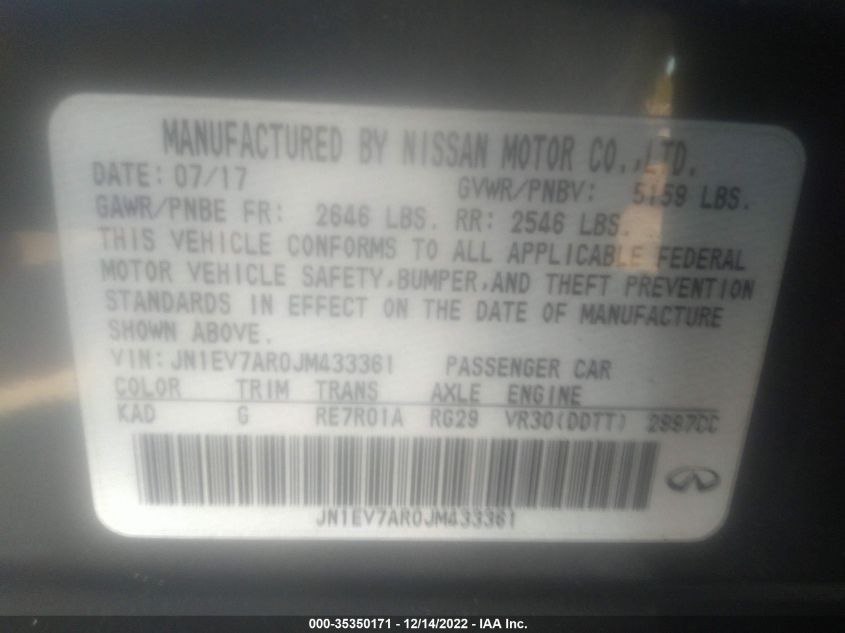 MANUFACTURED BY NISSAN MOTOR CO.,LTD.
DATE: 07/17 GVWR/PNBV: 5159 LBS.
GAWR/PNBE FR: 2646 LBS. RR: 2546 LBS.
THIS VEHICLE CONFORMS TO ALL APPLICABLE FEDERAL
MOTOR VEHICLE SAFETY,BUMPER,AND THEFT PREVENTION
STANDARDS IN EFFECT ON THE DATE OF MANUFACTURE
SHOWN ABOVE.
VIN: JN1EV7AR0JM433361 PASSENGER CAR
COLOR TRIM TRANS AXLE ENGINE
KAD G RE7R01A RG29 VR30(DDTT) 2997CC
JN1EV7AR0JM433361
000-35350171 - 12/14/2022 - IAA Inc.